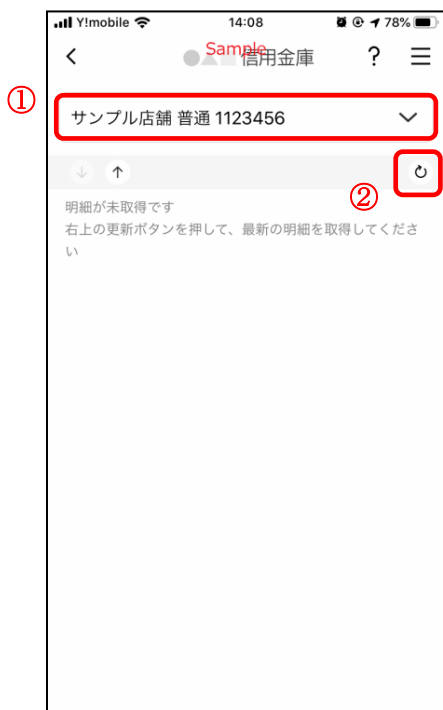 Y!mobile 14:08 78%
●▲■信用金庫 ?
Sample
①
サンプル店舗 普通 1123456
②
明細が未取得です
右上の更新ボタンを押して、最新の明細を取得してくださ
い